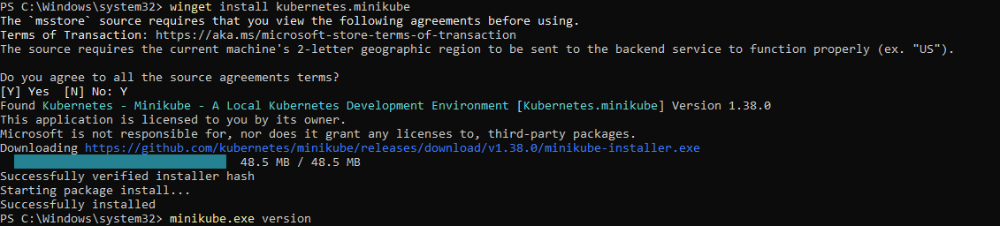 PS C:\Windows\system32> winget install kubernetes.minikube
The `msstore` source requires that you view the following agreements before using.
Terms of Transaction: https://aka.ms/microsoft-store-terms-of-transaction
The source requires the current machine's 2-letter geographic region to be sent to the backend service to function properly (ex. "US").
Do you agree to all the source agreements terms?
[Y] Yes  [N] No: Y
Found Kubernetes - Minikube - A Local Kubernetes Development Environment [Kubernetes.minikube] Version 1.38.0
This application is licensed to you by its owner.
Microsoft is not responsible for, nor does it grant any licenses to, third-party packages.
Downloading https://github.com/kubernetes/minikube/releases/download/v1.38.0/minikube-installer.exe
48.5 MB / 48.5 MB
Successfully verified installer hash
Starting package install...
Successfully installed
PS C:\Windows\system32> minikube.exe version